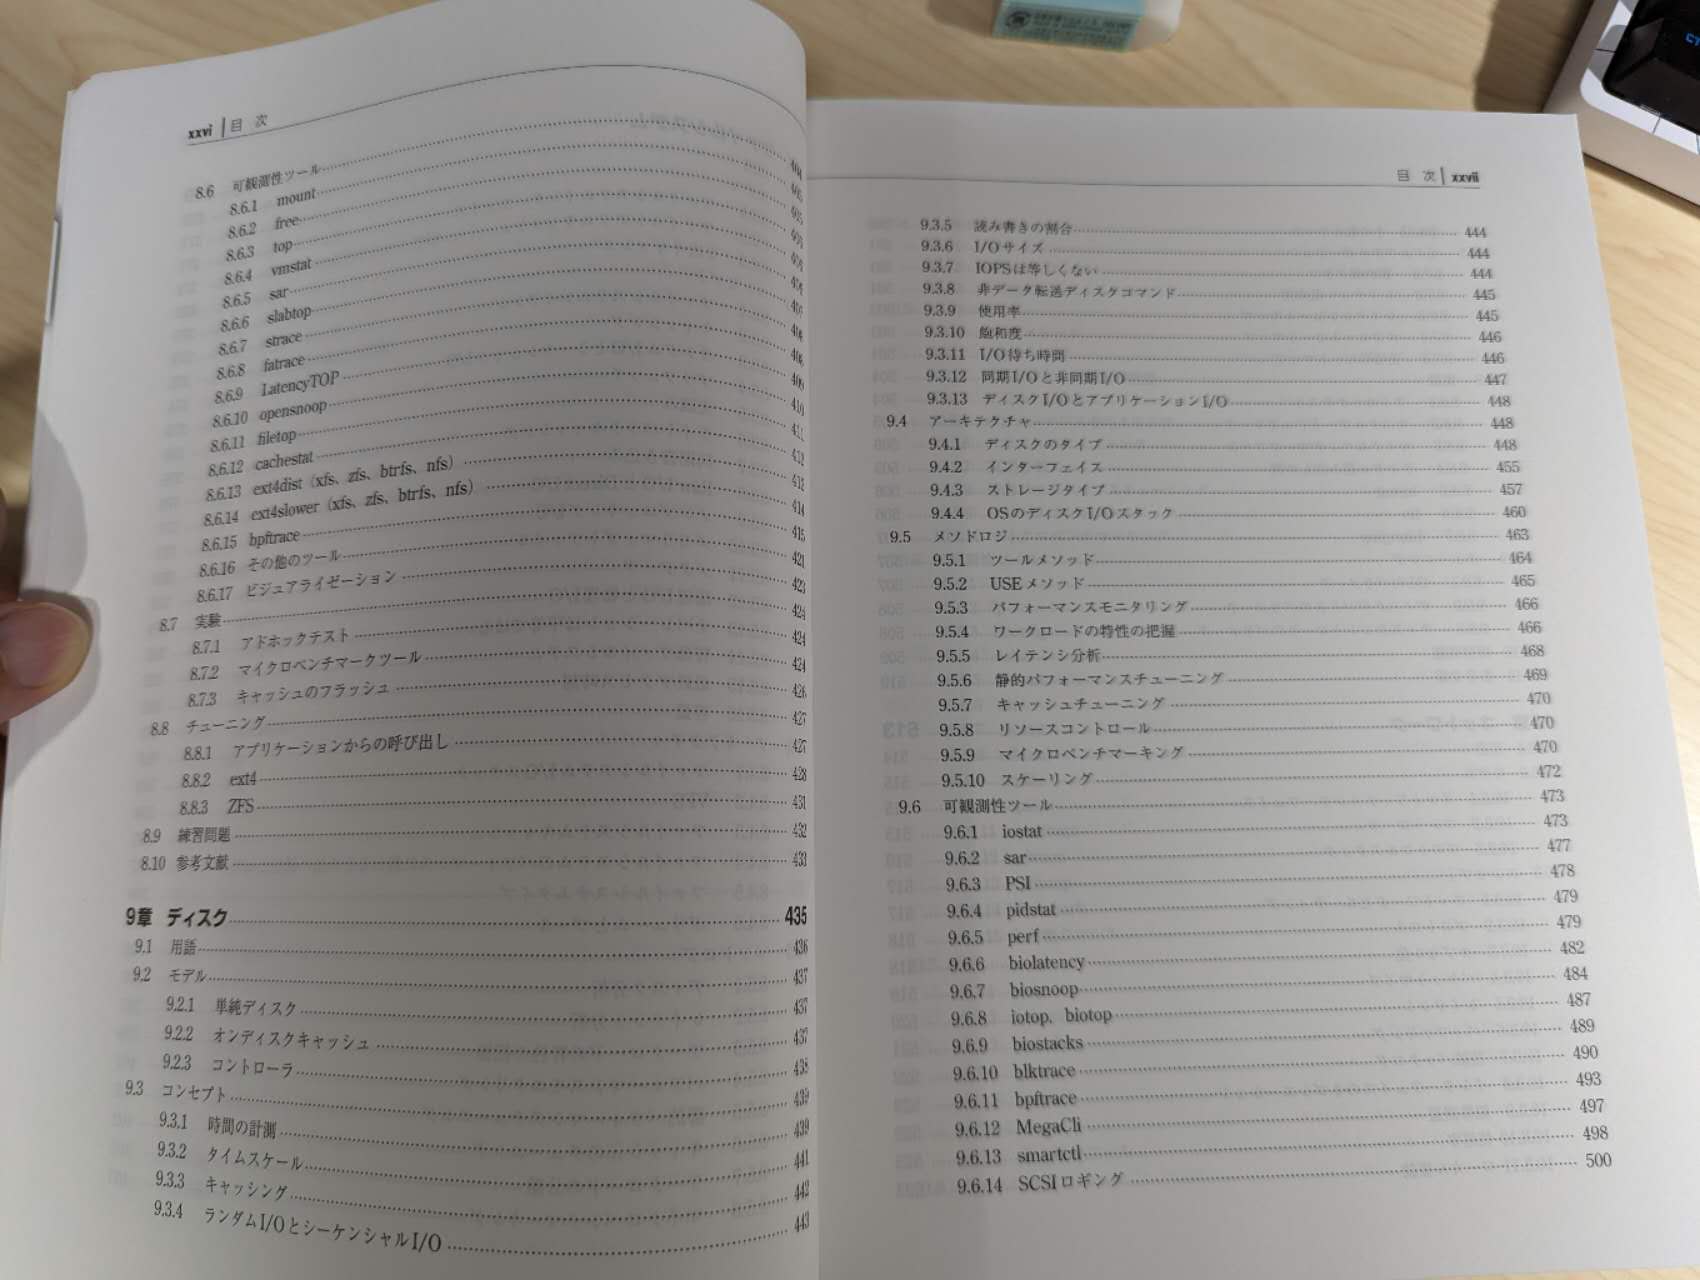 xxvi 目 次
8.6 可観測性ツール 404
8.6.1 mount 405
8.6.2 free 405
8.6.3 top
8.6.4 vmstat
8.6.5 sar
8.6.6 slabtop 407
8.6.7 strace 408
8.6.8 fatrace 408
8.6.9 LatencyTOP 409
8.6.10 opensnoop 410
8.6.11 filetop 411
8.6.12 cachestat 412
8.6.13 ext4dist（xfs、zfs、btrfs、nfs） 413
8.6.14 ext4slower（xfs、zfs、btrfs、nfs） 414
8.6.15 bpftrace 415
8.6.16 その他のツール 421
8.6.17 ビジュアライゼーション 423
8.7 実験 424
8.7.1 アドホックテスト 424
8.7.2 マイクロベンチマークツール 424
8.7.3 キャッシュのフラッシュ 426
8.8 チューニング 427
8.8.1 アプリケーションからの呼び出し 427
8.8.2 ext4 428
8.8.3 ZFS 431
8.9 練習問題 432
8.10 参考文献 433
9章 ディスク 435
9.1 用語 436
9.2 モデル 437
9.2.1 単純ディスク 437
9.2.2 オンディスクキャッシュ 437
9.2.3 コントローラ 438
9.3 コンセプト 439
9.3.1 時間の計測 439
9.3.2 タイムスケール 441
9.3.3 キャッシング 442
9.3.4 ランダムI/Oとシーケンシャル I/O 443
目 次 xxvii
9.3.5 読み書きの割合 444
9.3.6 I/Oサイズ 444
9.3.7 IOPSは等しくない 444
9.3.8 非データ転送ディスクコマンド 445
9.3.9 使用率 445
9.3.10 飽和度 446
9.3.11 I/O待ち時間 446
9.3.12 同期I/Oと非同期I/O 447
9.3.13 ディスクI/OとアプリケーションI/O 448
9.4 アーキテクチャ 448
9.4.1 ディスクのタイプ 448
9.4.2 インターフェイス 455
9.4.3 ストレージタイプ 457
9.4.4 OSのディスクI/Oスタック 460
9.5 メソドロジ 463
9.5.1 ツールメソッド 464
9.5.2 USEメソッド 465
9.5.3 パフォーマンスモニタリング 466
9.5.4 ワークロードの特性の把握 466
9.5.5 レイテンシ分析 468
9.5.6 静的パフォーマンスチューニング 469
9.5.7 キャッシュチューニング 470
9.5.8 リソースコントロール 470
9.5.9 マイクロベンチマーキング 470
9.5.10 スケーリング 472
9.6 可観測性ツール 473
9.6.1 iostat 473
9.6.2 sar 477
9.6.3 PSI 478
9.6.4 pidstat 479
9.6.5 perf 479
9.6.6 biolatency 482
9.6.7 biosnoop 484
9.6.8 iotop、biotop 487
9.6.9 biostacks 489
9.6.10 blktrace 490
9.6.11 bpftrace 493
9.6.12 MegaCli 497
9.6.13 smartctl 498
9.6.14 SCSIロギング 500